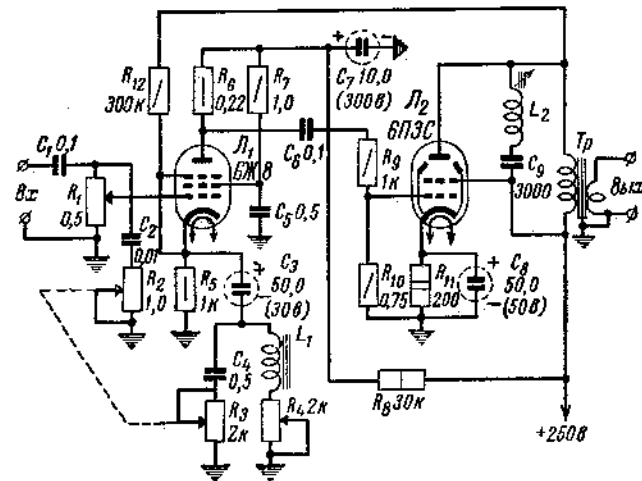 R12
300к
R6
0,22
R7
1,0
+
−
C7 10,0
(300в)
Л1
6Ж8
Л2
6П3С
C1 0,1
Вх
R1
0,5
C2
0,01
R2
1,0
R5
1к
+
C3
50,0
(30в)
C4
0,5
L1
R3
2к
R4 2к
C5 0,5
C6 0,1
R9
1к
R10
0,75
R11
200
+
−
C8
50,0
(50в)
L2
C9
3000
Тр
Вых
R8 30к
+250в